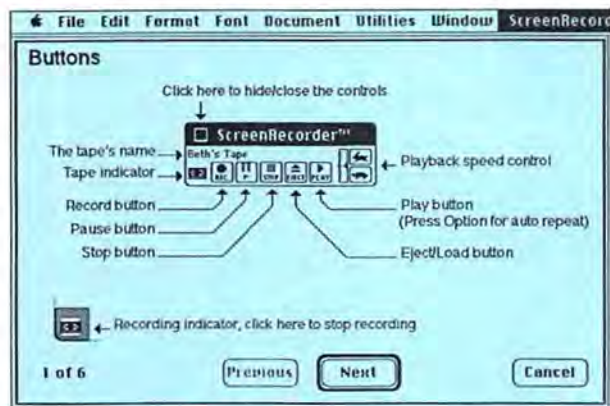 File Edit Format Font Document Utilities Window ScreenRecord
Buttons
Click here to hide/close the controls
ScreenRecorder™
The tape's name
Beth's Tape
Tape indicator
REC P STOP EJECT PLAY
Playback speed control
Record button
Play button
(Press Option for auto repeat)
Pause button
Stop button
Eject/Load button
Recording indicator, click here to stop recording
1 of 6
Previous
Next
Cancel